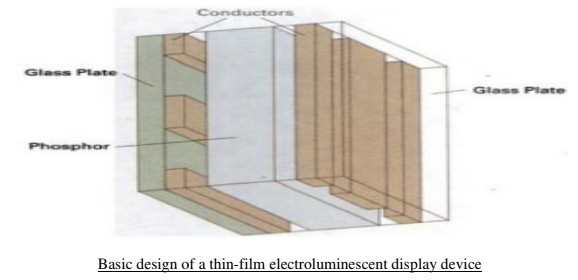 Conductors
Glass Plate
Glass Plate
Phosphor
Basic design of a thin-film electroluminescent display device